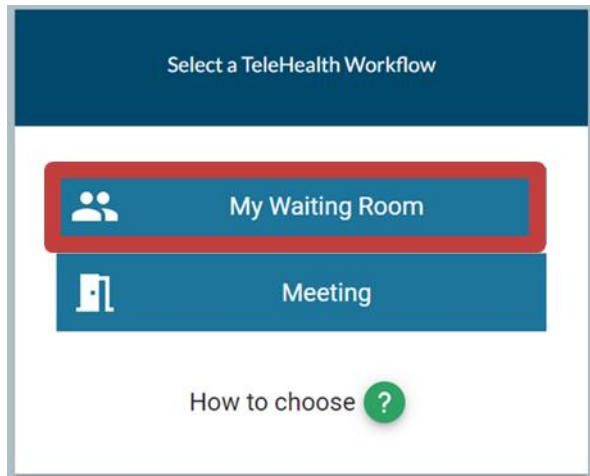 Select a TeleHealth Workflow
My Waiting Room
Meeting
How to choose ?